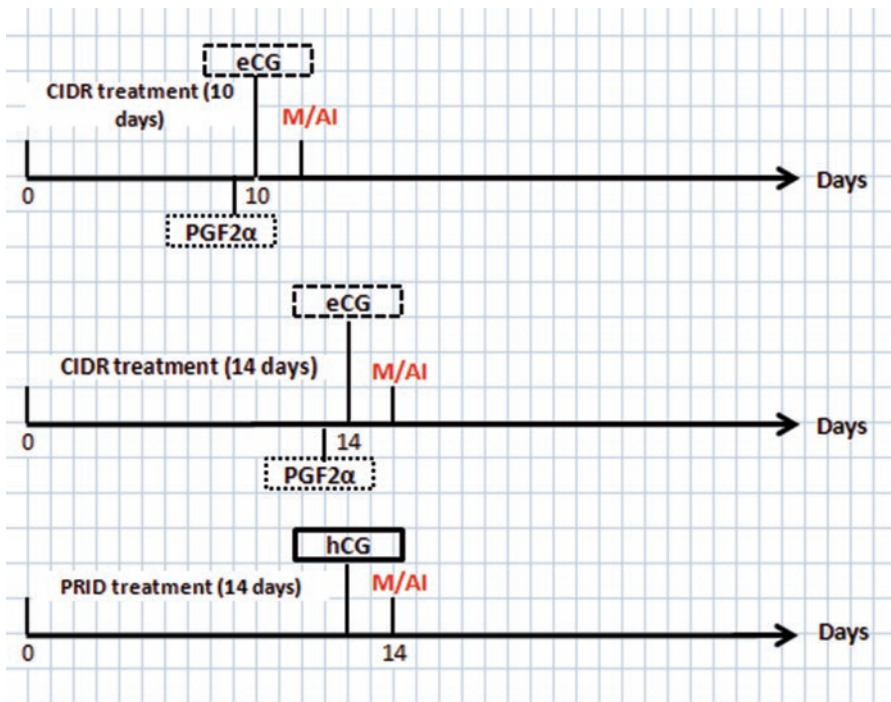 eCG
CIDR treatment (10
days)
M/AI
0
10
Days
PGF2α
eCG
CIDR treatment (14 days)
M/AI
0
14
Days
PGF2α
hCG
PRID treatment (14 days)
M/AI
0
14
Days